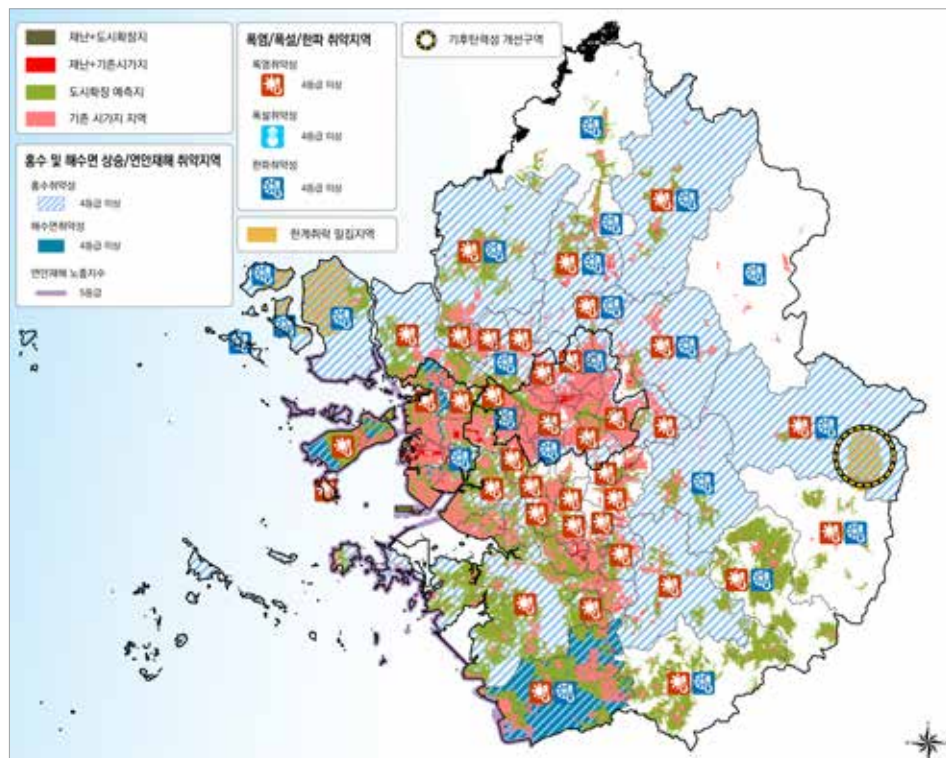 재난+도시확장지
재난+기존시가지
도시확장 예측지
기존 시가지 지역
홍수 및 해수면 상승/연안재해 취약지역
홍수취약성
4등급 이상
해수면취약성
4등급 이상
연안재해 노출지수
5등급
폭염/폭설/한파 취약지역
폭염취약성
4등급 이상
폭설취약성
4등급 이상
한파취약성
4등급 이상
한계취락 밀집지역
기후탄력성 개선구역